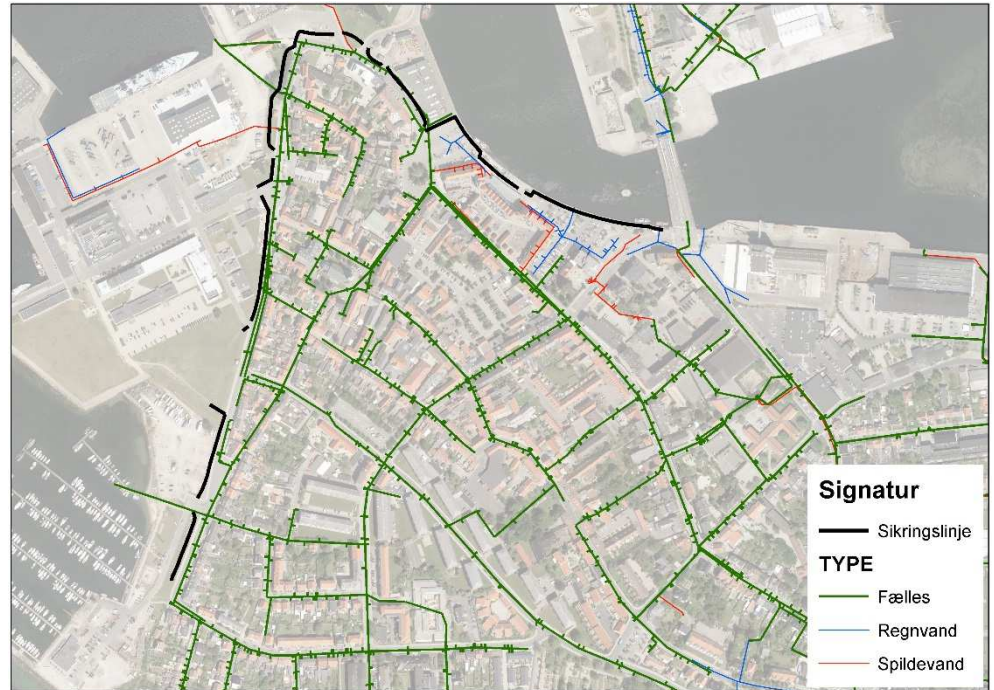 Signatur
Sikringslinje
TYPE
Fælles
Regnvand
Spildevand